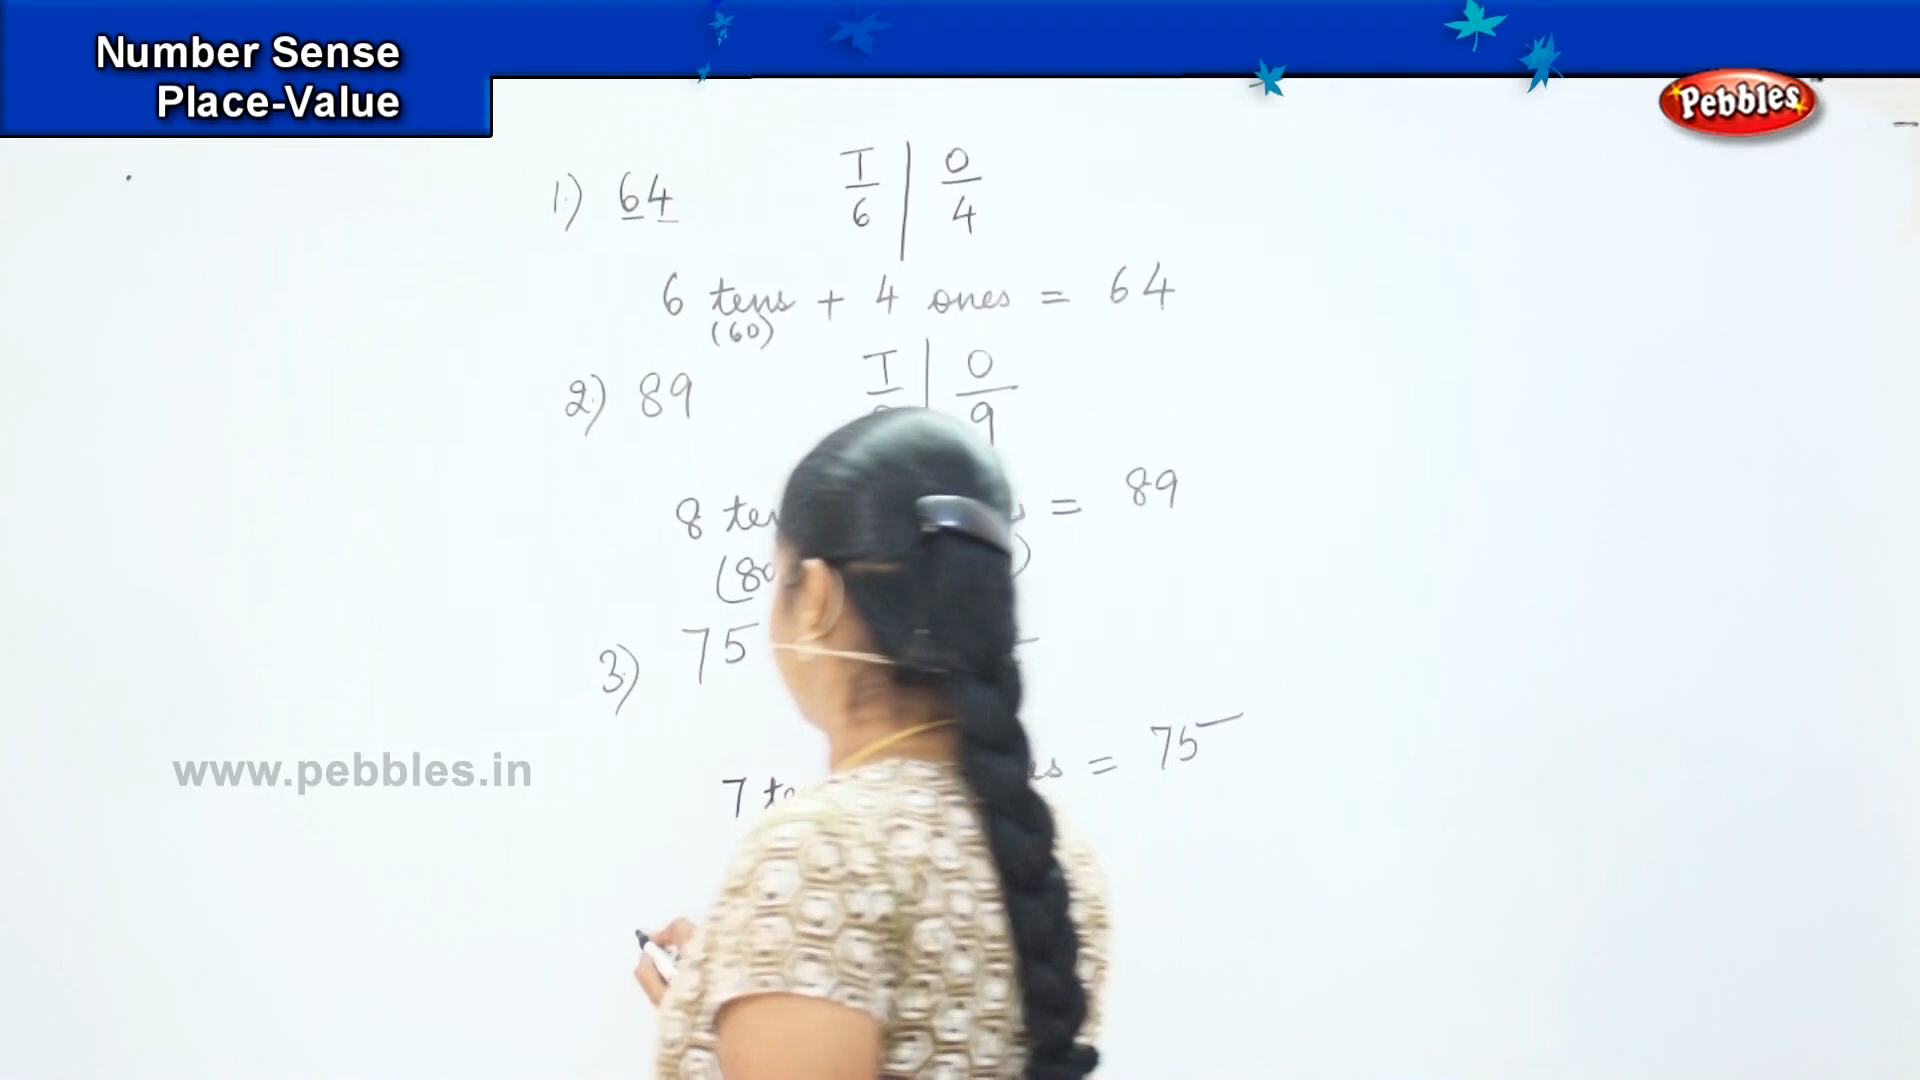 Number Sense
Place-Value
Pebbles
T | O
1.) 64
6 | 4
6 tens + 4 ones = 64
(60)
T | O
2.) 89
9
8 = 89
3.) 75
7 = 75
www.pebbles.in